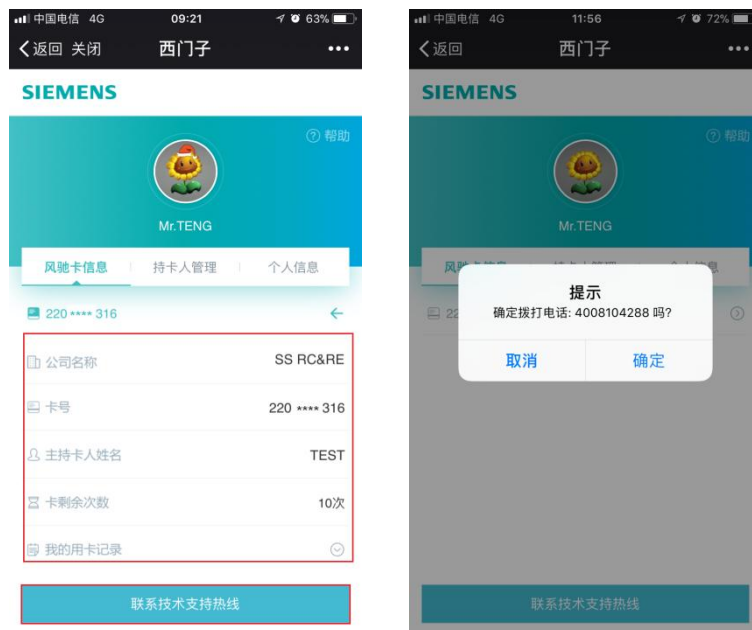 中国电信 4G 09:21 63%
返回 关闭 西门子 •••
SIEMENS
? 帮助
Mr.TENG
风驰卡信息 持卡人管理 个人信息
220 **** 316
公司名称 SS RC&RE
卡号 220 **** 316
主持卡人姓名 TEST
卡剩余次数 10次
我的用卡记录
联系技术支持热线
中国电信 4G 11:56 72%
返回 西门子 •••
SIEMENS
? 帮助
Mr.TENG
提示
确定拨打电话: 4008104288 吗?
取消 确定
联系技术支持热线